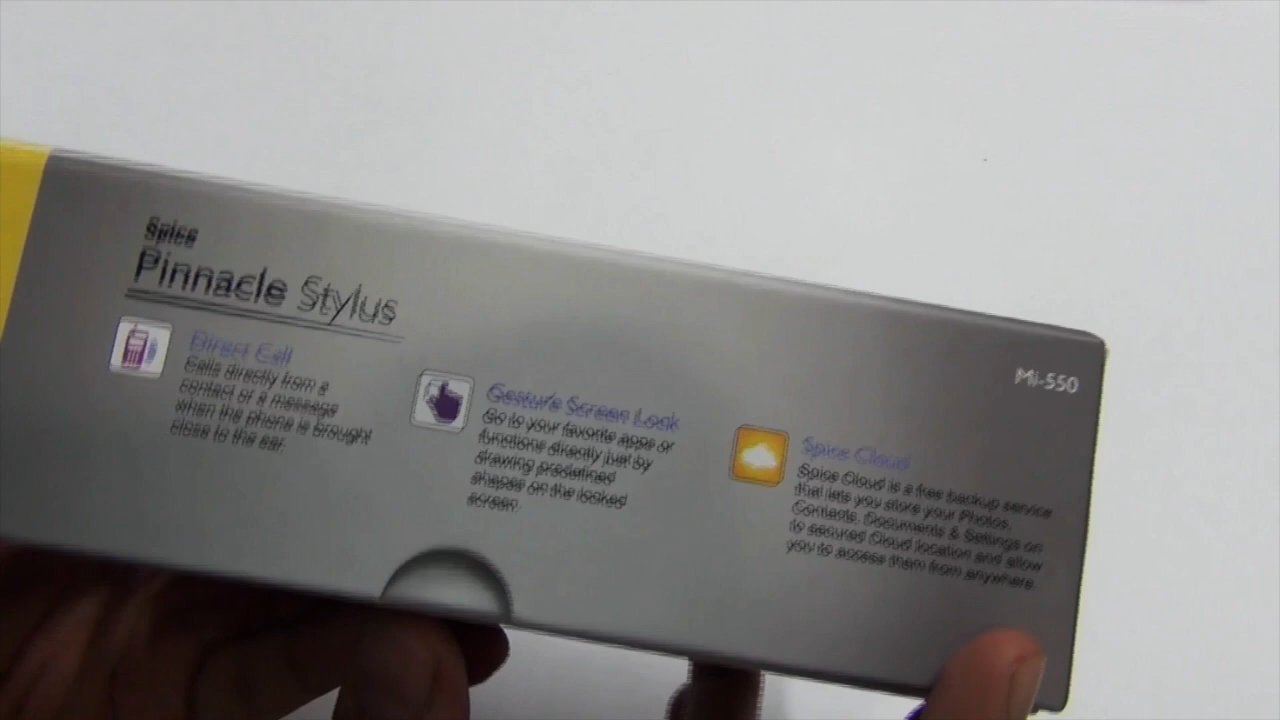 Spice
Pinnacle Stylus
Direct Call
Calls directly from a
contact or a message
when the phone is brought
close to the ear.
Gesture Screen Lock
Go to your favorite apps or
functions directly just by
drawing predefined
shapes on the locked
screen.
Mi-550
Spice Cloud
Spice Cloud is a free backup service
that lets you store your Photos,
Contacts, Documents & Settings on
to secured Cloud location and allow
you to access them from anywhere.